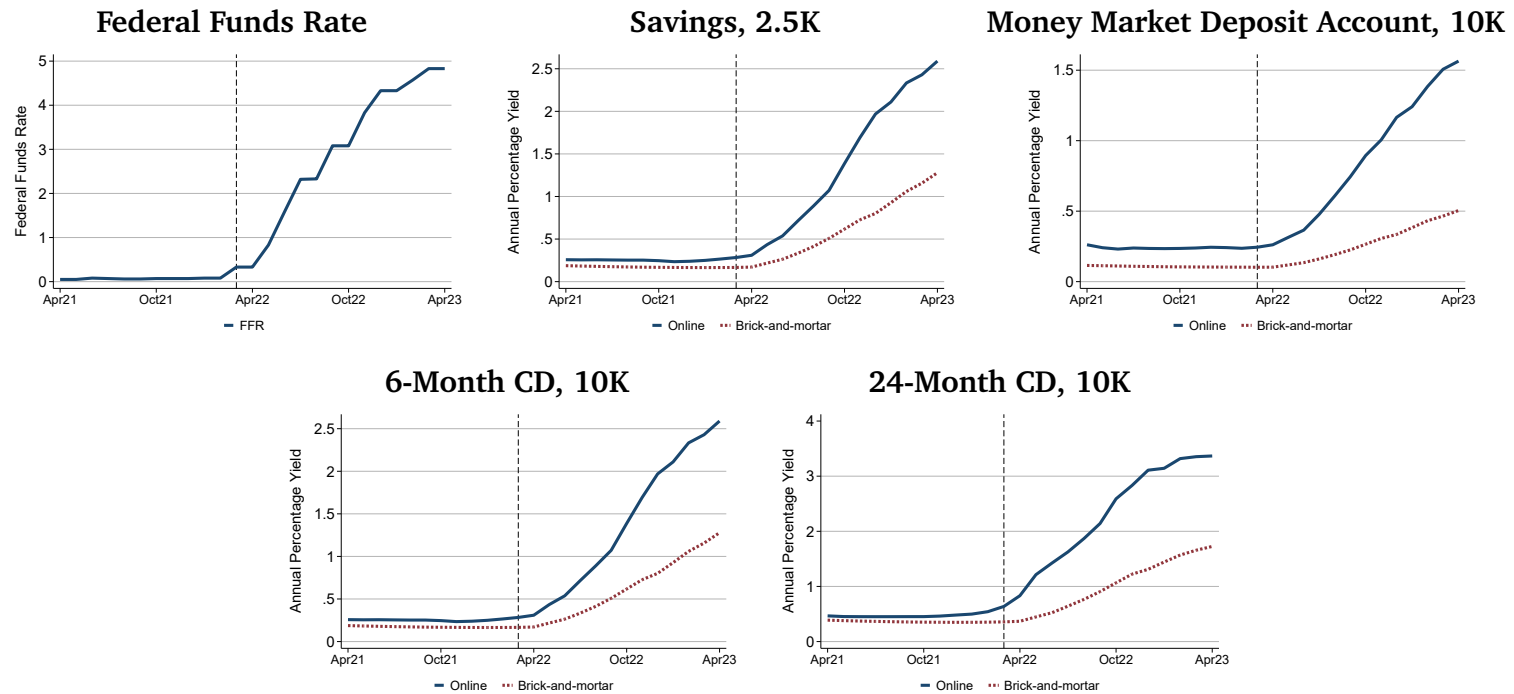 Federal Funds Rate
5
4
3
2
1
0
Federal Funds Rate
Apr21 Oct21 Apr22 Oct22 Apr23
FFR
Savings, 2.5K
2.5
2
1.5
1
.5
0
Annual Percentage Yield
Apr21 Oct21 Apr22 Oct22 Apr23
Online Brick-and-mortar
Money Market Deposit Account, 10K
1.5
1
.5
0
Annual Percentage Yield
Apr21 Oct21 Apr22 Oct22 Apr23
Online Brick-and-mortar
6-Month CD, 10K
2.5
2
1.5
1
.5
0
Annual Percentage Yield
Apr21 Oct21 Apr22 Oct22 Apr23
Online Brick-and-mortar
24-Month CD, 10K
4
3
2
1
0
Annual Percentage Yield
Apr21 Oct21 Apr22 Oct22 Apr23
Online Brick-and-mortar